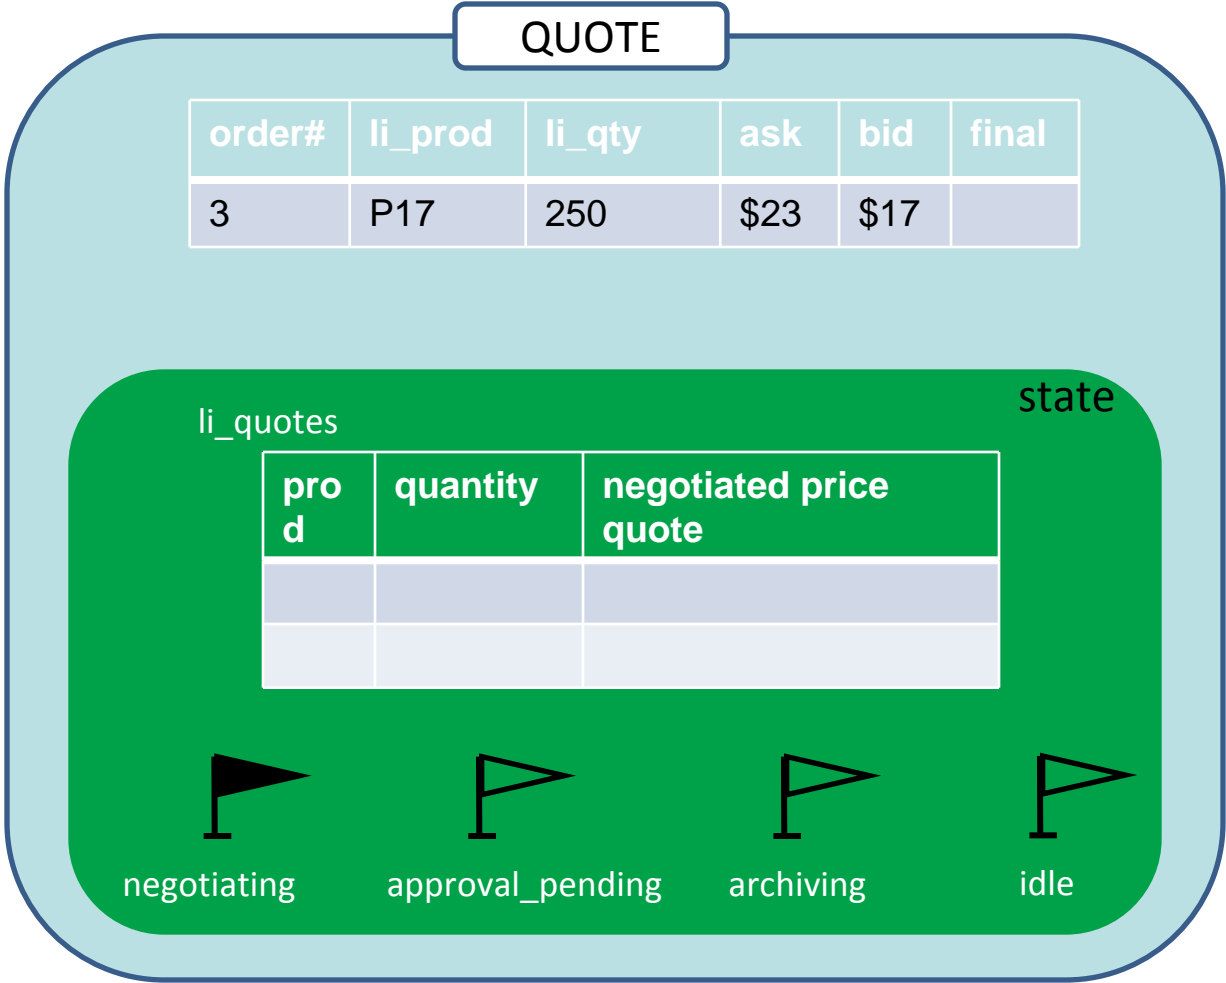 QUOTE
order# li_prod li_qty ask bid final
3 P17 250 $23 $17
state
li_quotes
pro quantity negotiated price
d quote
negotiating approval_pending archiving idle